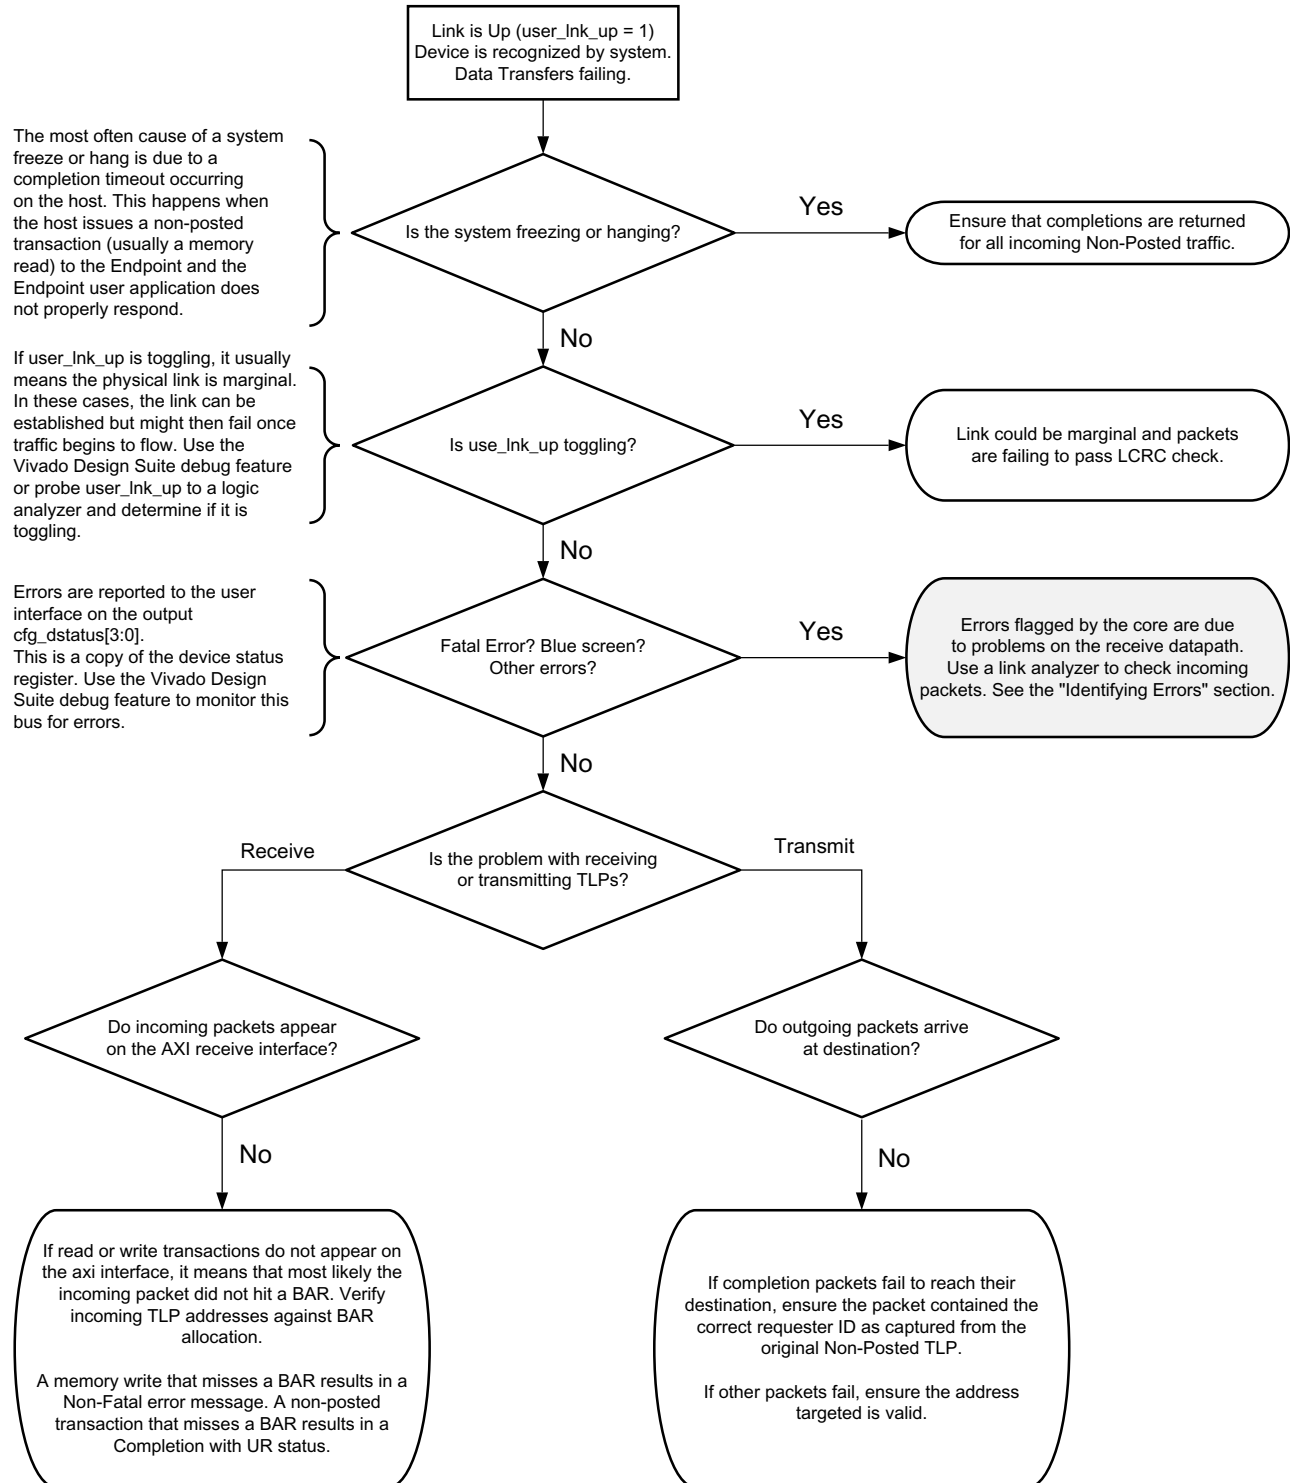 Link is Up (user_lnk_up = 1)
Device is recognized by system.
Data Transfers failing.
The most often cause of a system
freeze or hang is due to a
completion timeout occurring
on the host. This happens when
the host issues a non-posted
transaction (usually a memory
read) to the Endpoint and the
Endpoint user application does
not properly respond.
Is the system freezing or hanging?
Yes
Ensure that completions are returned
for all incoming Non-Posted traffic.
No
If user_lnk_up is toggling, it usually
means the physical link is marginal.
In these cases, the link can be
established but might then fail once
traffic begins to flow. Use the
Vivado Design Suite debug feature
or probe user_lnk_up to a logic
analyzer and determine if it is
toggling.
Is use_lnk_up toggling?
Yes
Link could be marginal and packets
are failing to pass LCRC check.
No
Errors are reported to the user
interface on the output
cfg_dstatus[3:0].
This is a copy of the device status
register. Use the Vivado Design
Suite debug feature to monitor this
bus for errors.
Fatal Error? Blue screen?
Other errors?
Yes
Errors flagged by the core are due
to problems on the receive datapath.
Use a link analyzer to check incoming
packets. See the "Identifying Errors" section.
No
Is the problem with receiving
or transmitting TLPs?
Receive
Transmit
Do incoming packets appear
on the AXI receive interface?
Do outgoing packets arrive
at destination?
No
No
If read or write transactions do not appear on
the axi interface, it means that most likely the
incoming packet did not hit a BAR. Verify
incoming TLP addresses against BAR
allocation.
A memory write that misses a BAR results in a
Non-Fatal error message. A non-posted
transaction that misses a BAR results in a
Completion with UR status.
If completion packets fail to reach their
destination, ensure the packet contained the
correct requester ID as captured from the
original Non-Posted TLP.
If other packets fail, ensure the address
targeted is valid.